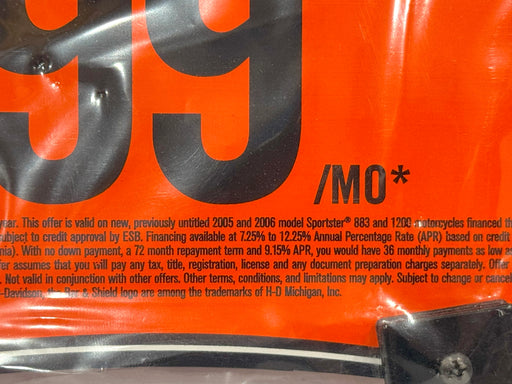 99
/MO*
year. This offer is valid on new, previously untitled 2005 and 2006 model Sportster® 883 and 1200 motorcycles financed th
subject to credit approval by ESB. Financing available at 7.25% to 12.25% Annual Percentage Rate (APR) based on credit
nia). With no down payment, a 72 month repayment term and 9.15% APR, you would have 36 monthly payments as low as
fer assumes that you will pay any tax, title, registration, license and any document preparation charges separately. Offer
. Not valid in conjunction with other offers. Other terms, conditions, and limitations may apply. Subject to change or cancel
-Davidson, the Bar & Shield logo are among the trademarks of H-D Michigan, Inc.